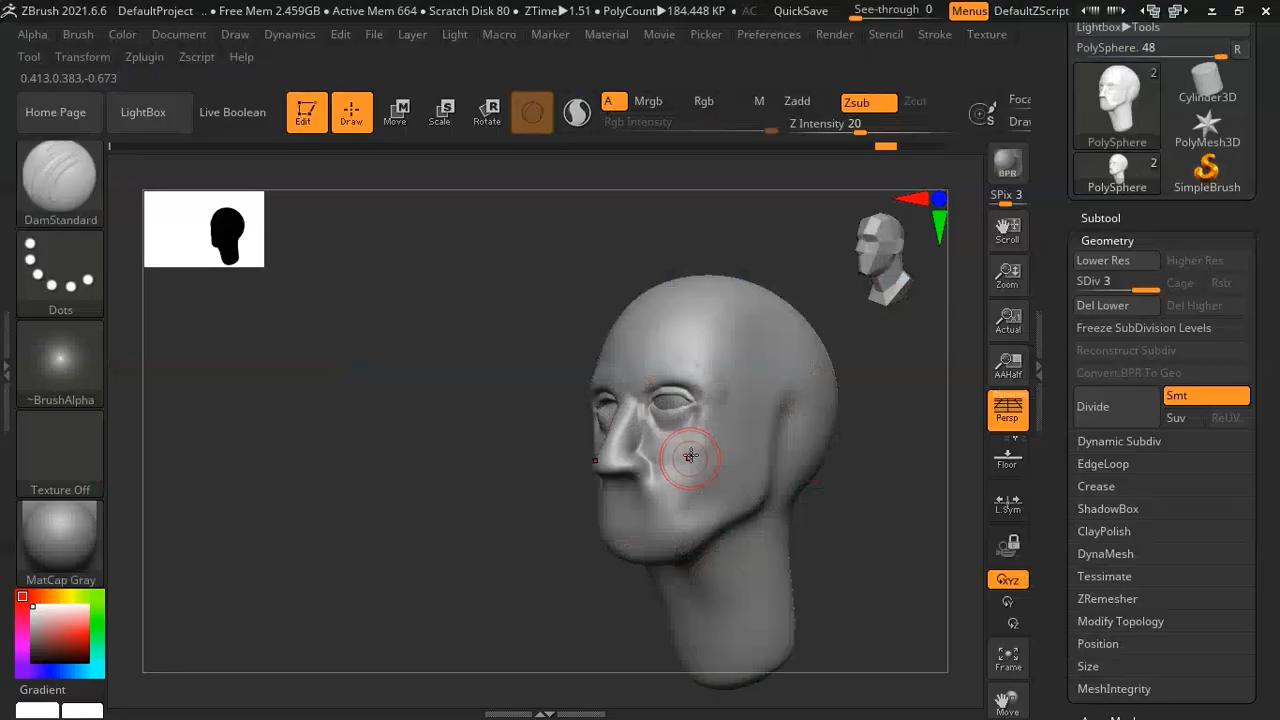 ZBrush 2021.6.6 DefaultProject .. • Free Mem 2.459GB • Active Mem 664 • Scratch Disk 80 • ZTime▶1.51 • PolyCount▶184.448 KP • AC QuickSave See-through 0 Menus DefaultZScript
Alpha Brush Color Document Draw Dynamics Edit File Layer Light Macro Marker Material Movie Picker Preferences Render Stencil Stroke Texture
Tool Transform Zplugin Zscript Help
0.413,0.383,-0.673
Home Page LightBox Live Boolean Edit Draw Move Scale Rotate
A Mrgb Rgb M Zadd Zsub Zcut Foca
Rgb Intensity Z Intensity 20 Draw
DamStandard
Dots
~BrushAlpha
Texture Off
MatCap Gray
Gradient
BPR
SPix 3
Scroll
Zoom
Actual
AAHalf
Persp
Floor
L.Sym
XYZ
Y
Z
Frame
Move
Lightbox▶Tools
PolySphere. 48 R
2
PolySphere
Cylinder3D
PolyMesh3D
2
PolySphere
SimpleBrush
S
Subtool
Geometry
Lower Res Higher Res
SDiv 3 Cage Rstr
Del Lower Del Higher
Freeze SubDivision Levels
Reconstruct Subdiv
Convert BPR To Geo
Divide Smt
Suv ReUV
Dynamic Subdiv
EdgeLoop
Crease
ShadowBox
ClayPolish
DynaMesh
Tessimate
ZRemesher
Modify Topology
Position
Size
MeshIntegrity